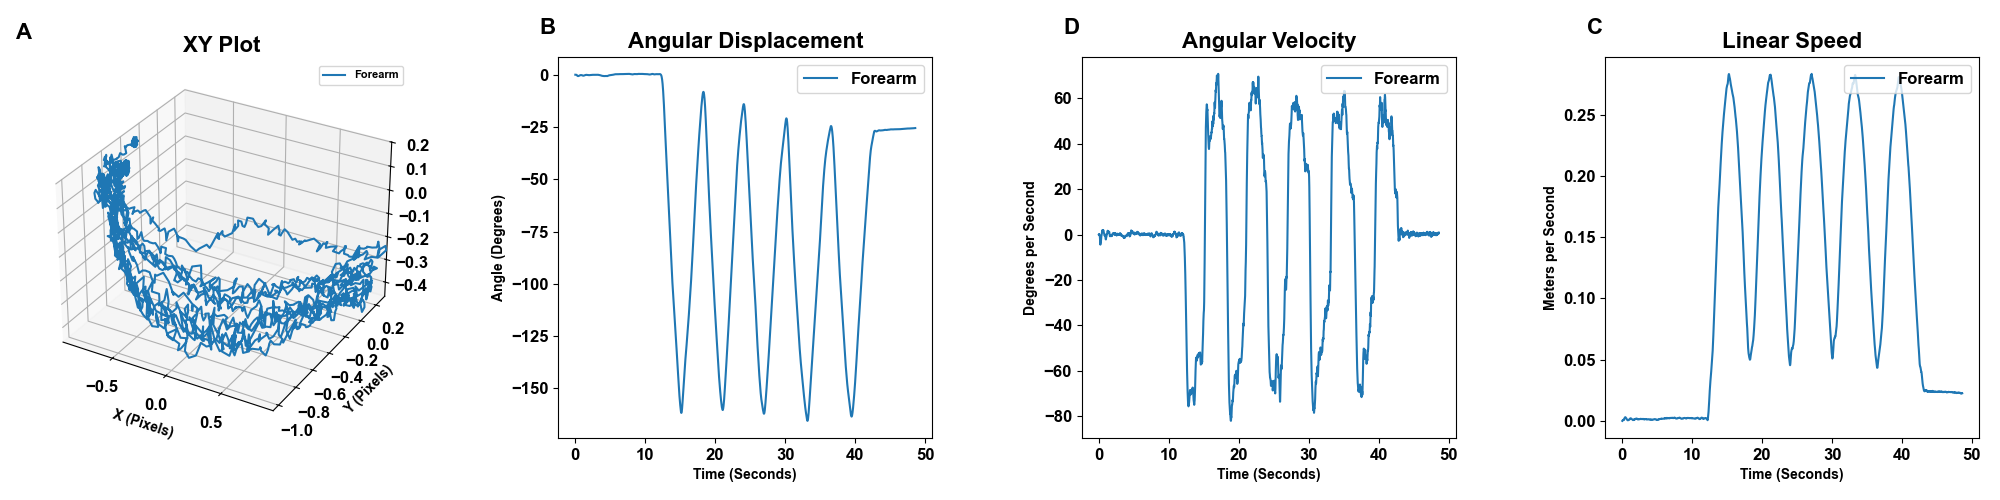 A
XY Plot
Forearm
0.2
0.1
0.0
−0.1
−0.2
−0.3
−0.4
0.2
0.0
−0.2
−0.4
−0.6
−0.8
−1.0
Y (Pixels)
−0.5
0.0
0.5
X (Pixels)
B
Angular Displacement
Forearm
0
−25
−50
−75
−100
−125
−150
Angle (Degrees)
0 10 20 30 40 50
Time (Seconds)
D
Angular Velocity
Forearm
60
40
20
0
−20
−40
−60
−80
Degrees per Second
0 10 20 30 40 50
Time (Seconds)
C
Linear Speed
Forearm
0.25
0.20
0.15
0.10
0.05
0.00
Meters per Second
0 10 20 30 40 50
Time (Seconds)